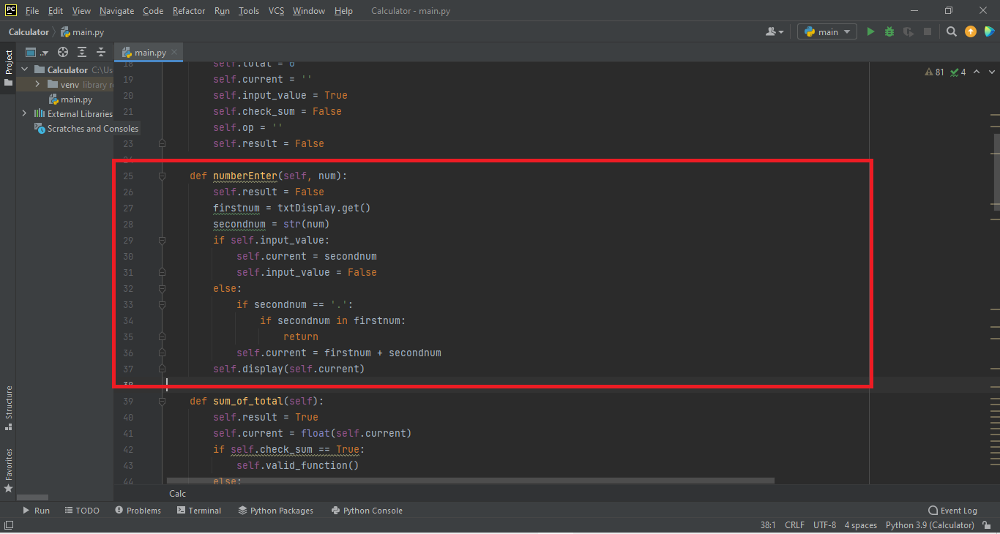 PC File Edit View Navigate Code Refactor Run Tools VCS Window Help Calculator - main.py
Calculator main.py main
Project
.. main.py
Calculator C:\Us
venv library r
main.py
External Libraries
Scratches and Consoles
81 4
18 self.total = 0
19 self.current = ''
20 self.input_value = True
21 self.check_sum = False
22 self.op = ''
23 self.result = False
24
25 def numberEnter(self, num):
26 self.result = False
27 firstnum = txtDisplay.get()
28 secondnum = str(num)
29 if self.input_value:
30 self.current = secondnum
31 self.input_value = False
32 else:
33 if secondnum == '.':
34 if secondnum in firstnum:
35 return
36 self.current = firstnum + secondnum
37 self.display(self.current)
38
39 def sum_of_total(self):
40 self.result = True
41 self.current = float(self.current)
42 if self.check_sum == True:
43 self.valid_function()
44 else:
Structure
Favorites
Calc
Run TODO Problems Terminal Python Packages Python Console Event Log
38:1 CRLF UTF-8 4 spaces Python 3.9 (Calculator)